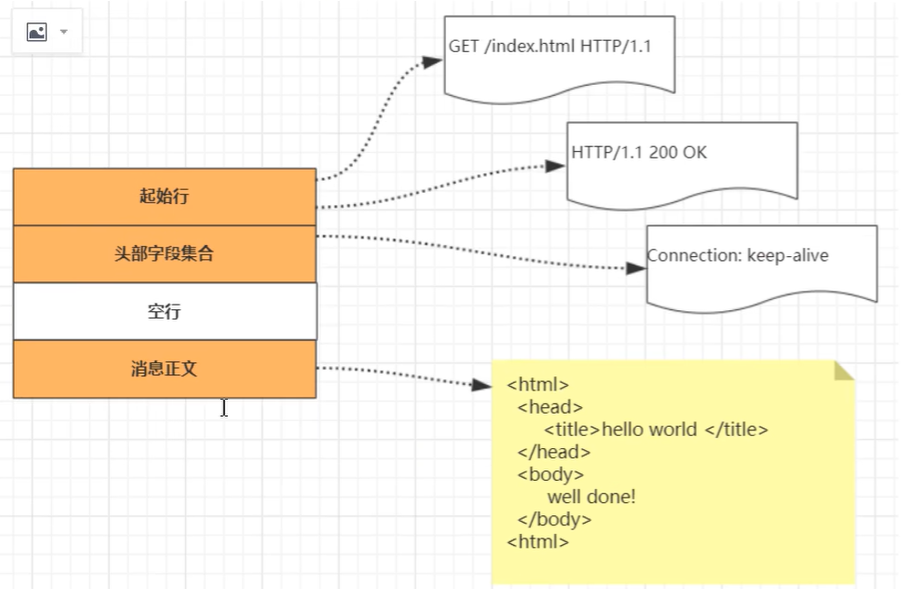 GET /index.html HTTP/1.1
HTTP/1.1 200 OK
起始行
头部字段集合
Connection: keep-alive
空行
消息正文
<html>
<head>
<title>hello world </title>
</head>
<body>
well done!
</body>
<html>